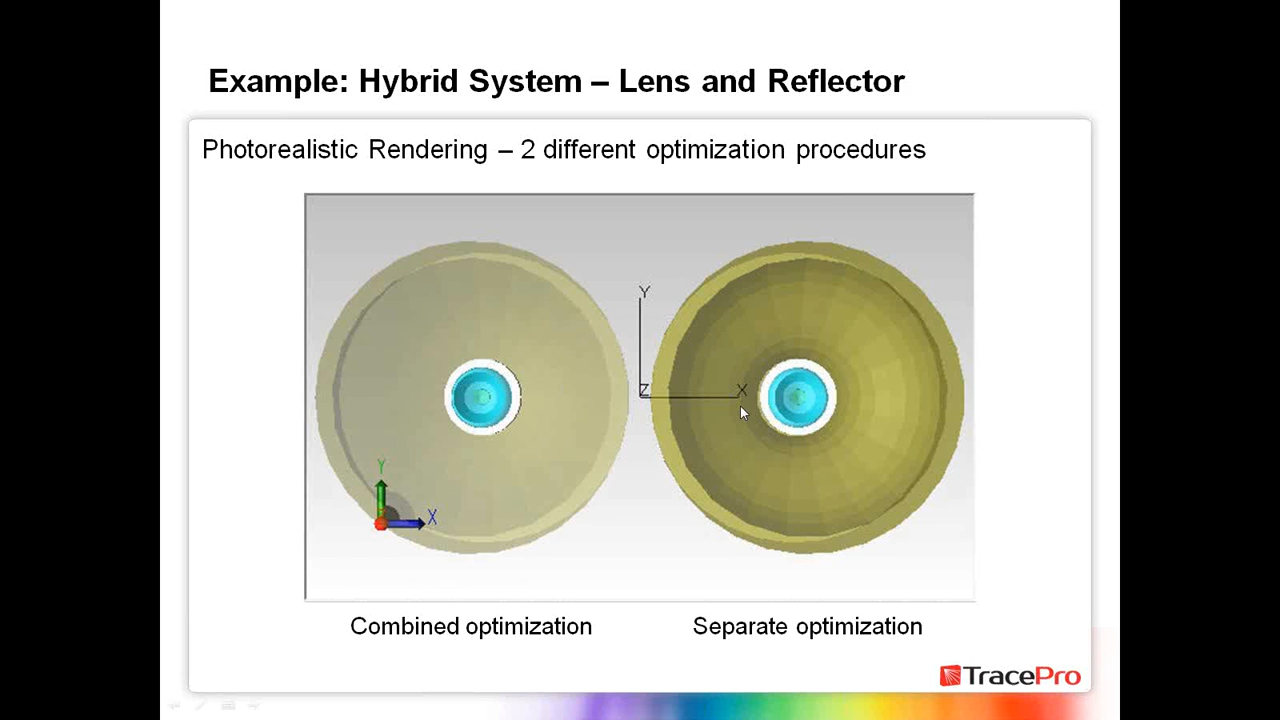 Example: Hybrid System – Lens and Reflector
Photorealistic Rendering – 2 different optimization procedures
Y
Z X
Y
X
Combined optimization Separate optimization
TracePro